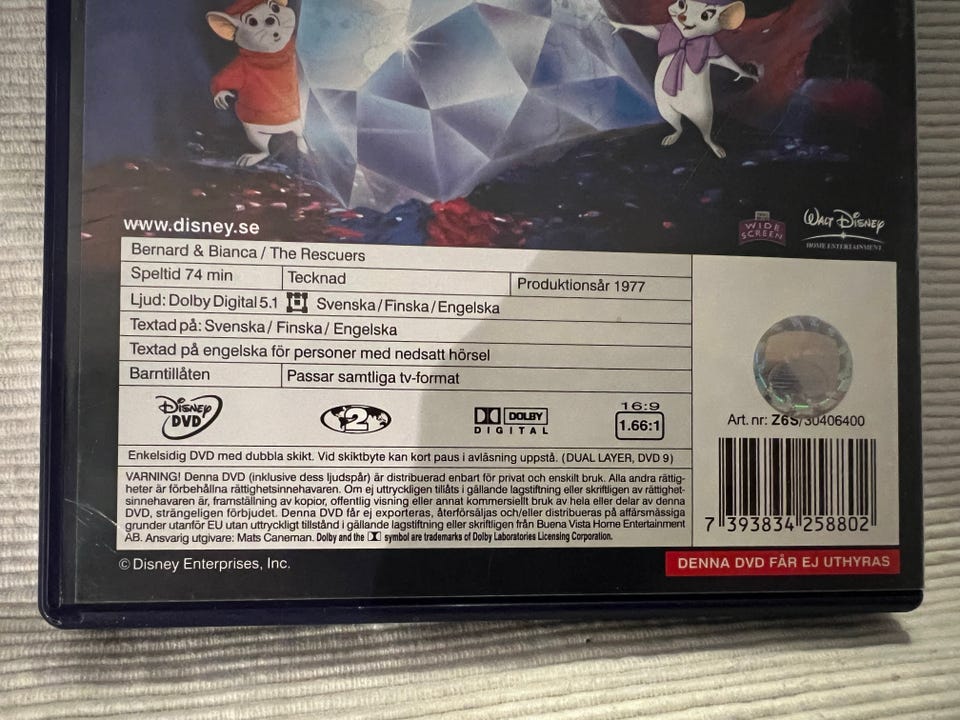 www.disney.se
WIDE
SCREEN
WALT DISNEY
HOME ENTERTAINMENT
Bernard & Bianca / The Rescuers
Speltid 74 min
Tecknad
Produktionsår 1977
Ljud: Dolby Digital 5.1 Svenska / Finska / Engelska
Textad på: Svenska / Finska / Engelska
Textad på engelska för personer med nedsatt hörsel
Barntillåten
Passar samtliga tv-format
Disney
DVD
2
DOLBY
DIGITAL
16:9
1.66:1
Art. nr: Z6S/30406400
Enkelsidig DVD med dubbla skikt. Vid skiktbyte kan kort paus i avläsning uppstå. (DUAL LAYER, DVD 9)
VARNING! Denna DVD (inklusive dess ljudspår) är distribuerad enbart för privat och enskilt bruk. Alla andra rättig-
heter är förbehållna rättighetsinnehavaren. Om ej uttryckligen tillåts i gällande lagstiftning eller skriftligen av rättighet-
sinnehavaren är, framställning av kopior, offentlig visning eller annat kommersiellt bruk av hela eller delar av denna
DVD, strängeligen förbjudet. Denna DVD får ej exporteras, återförsäljas och/eller distribueras på affärsmässiga
grunder utanför EU utan uttryckligt tillstånd i gällande lagstiftning eller skriftligen från Buena Vista Home Entertainment
AB. Ansvarig utgivare: Mats Caneman. Dolby and the symbol are trademarks of Dolby Laboratories Licensing Corporation.
7 393834 258802
© Disney Enterprises, Inc.
DENNA DVD FÅR EJ UTHYRAS